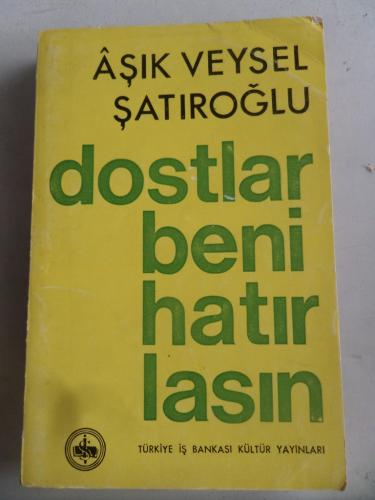 ÂŞIK VEYSEL
ŞATIROĞLU
dostlar
beni
hatır
lasın
TÜRKİYE İŞ BANKASI KÜLTÜR YAYINLARI